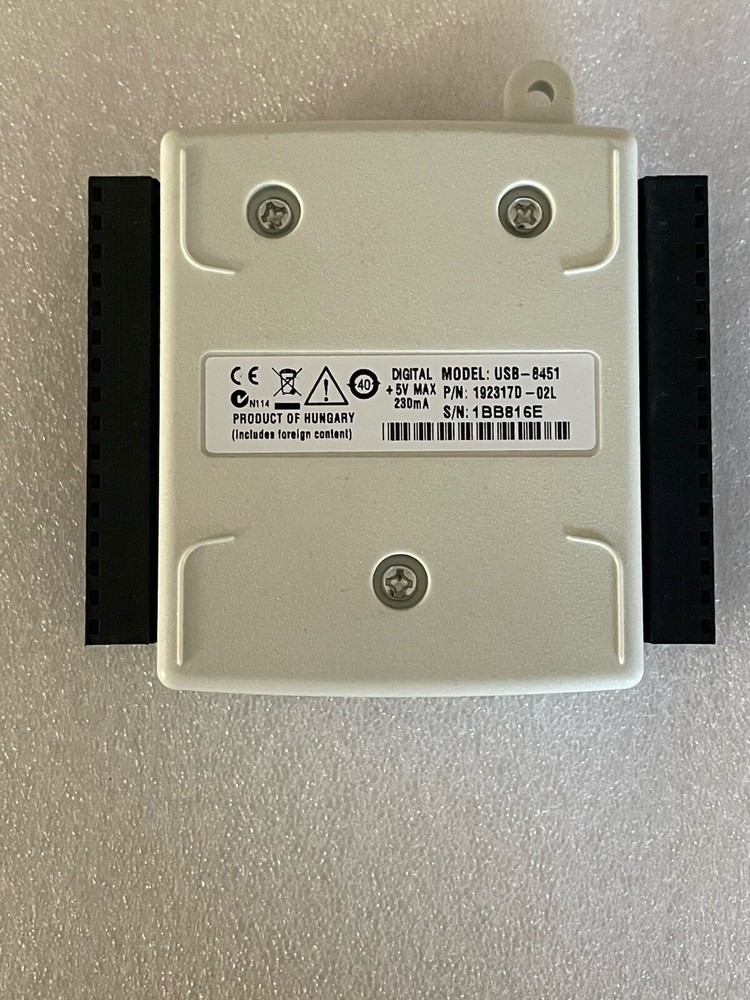 CE
N114
40
DIGITAL
+5V MAX
230mA
MODEL: USB-8451
P/N: 192317D-02L
S/N: 1BB816E
PRODUCT OF HUNGARY
(includes foreign content)